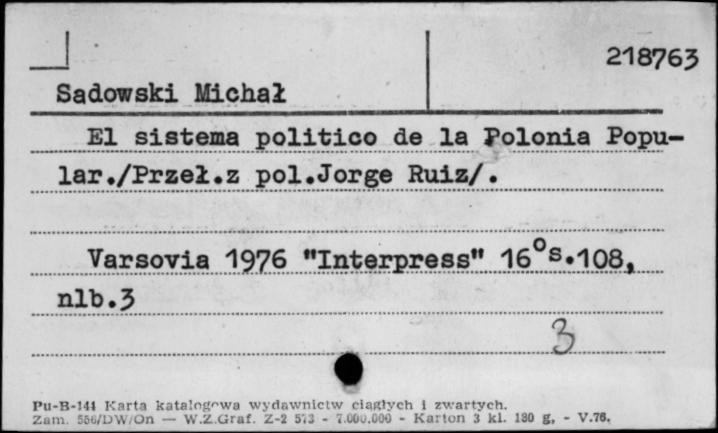 218763
Sadowski Michał
El sistema politico de la Polonia Popu-
lar./Przeł.z pol.Jorge Ruiz/.
Varsovia 1976 "Interpress" 16°s.108,
nlb.3
3
Pu-B-144 Karta katalogowa wydawnictw ciągłych i zwartych.
Zam. 556/DW/On — W.Z.Graf. Z-2 573 - 7.000.000 - Karton 3 kl. 180 g, - V.76.